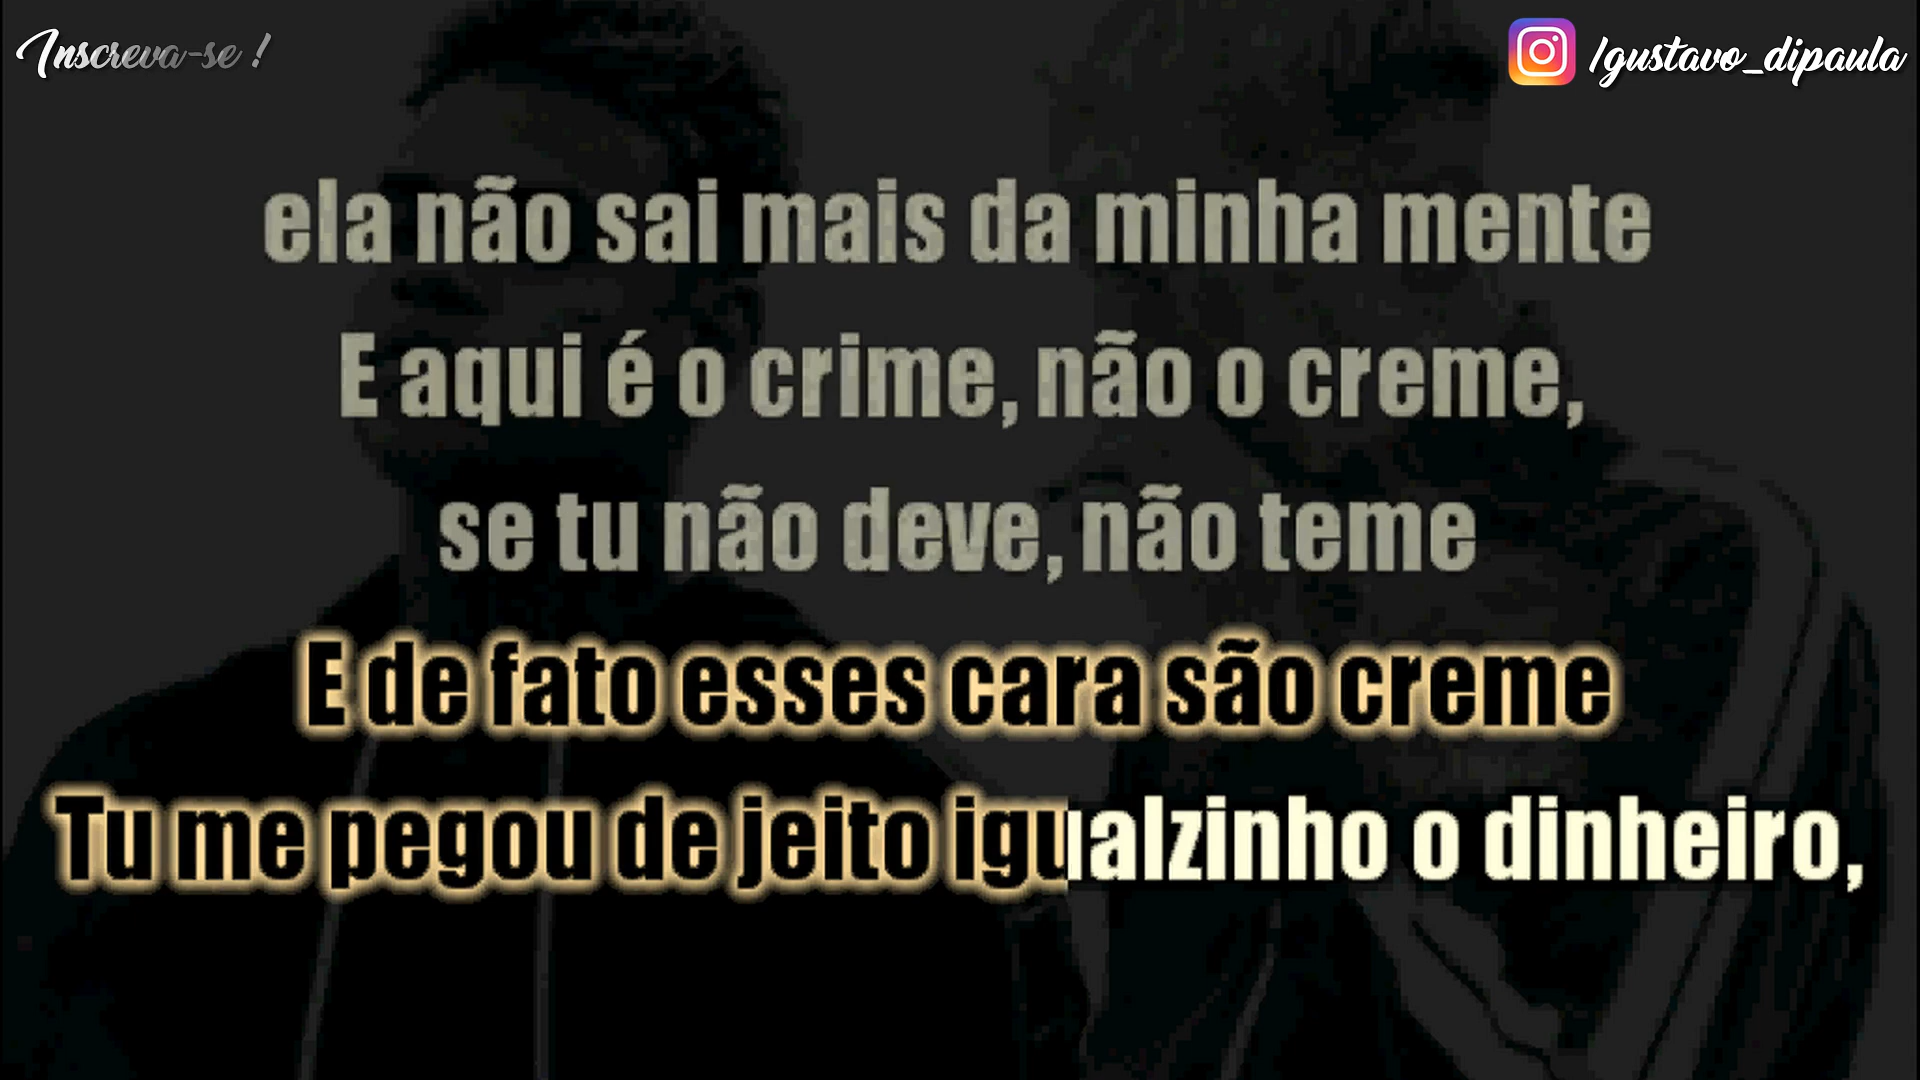 Inscreva-se !
/gustavo_dipaula
ela não sai mais da minha mente
E aqui é o crime, não o creme,
se tu não deve, não teme
E de fato esses cara são creme
Tu me pegou de jeito igualzinho o dinheiro,